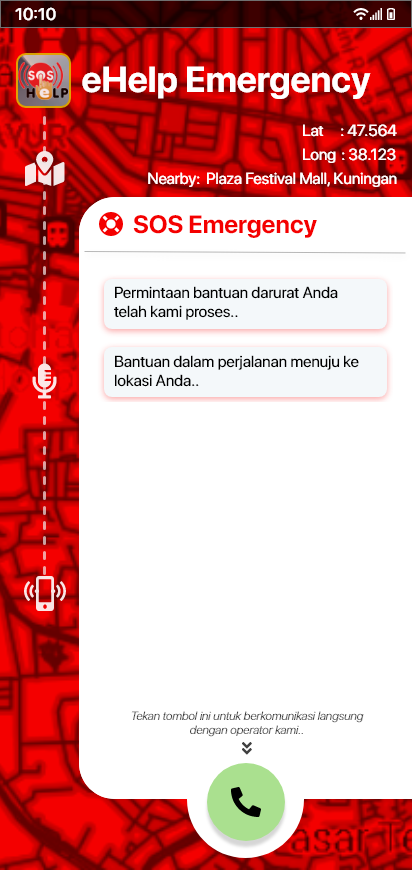 10:10
SOS
HELP
eHelp Emergency
Lat : 47.564
Long : 38.123
Nearby: Plaza Festival Mall, Kuningan
SOS Emergency
Permintaan bantuan darurat Anda
telah kami proses..
Bantuan dalam perjalanan menuju ke
lokasi Anda..
Tekan tombol ini untuk berkomunikasi langsung
dengan operator kami..